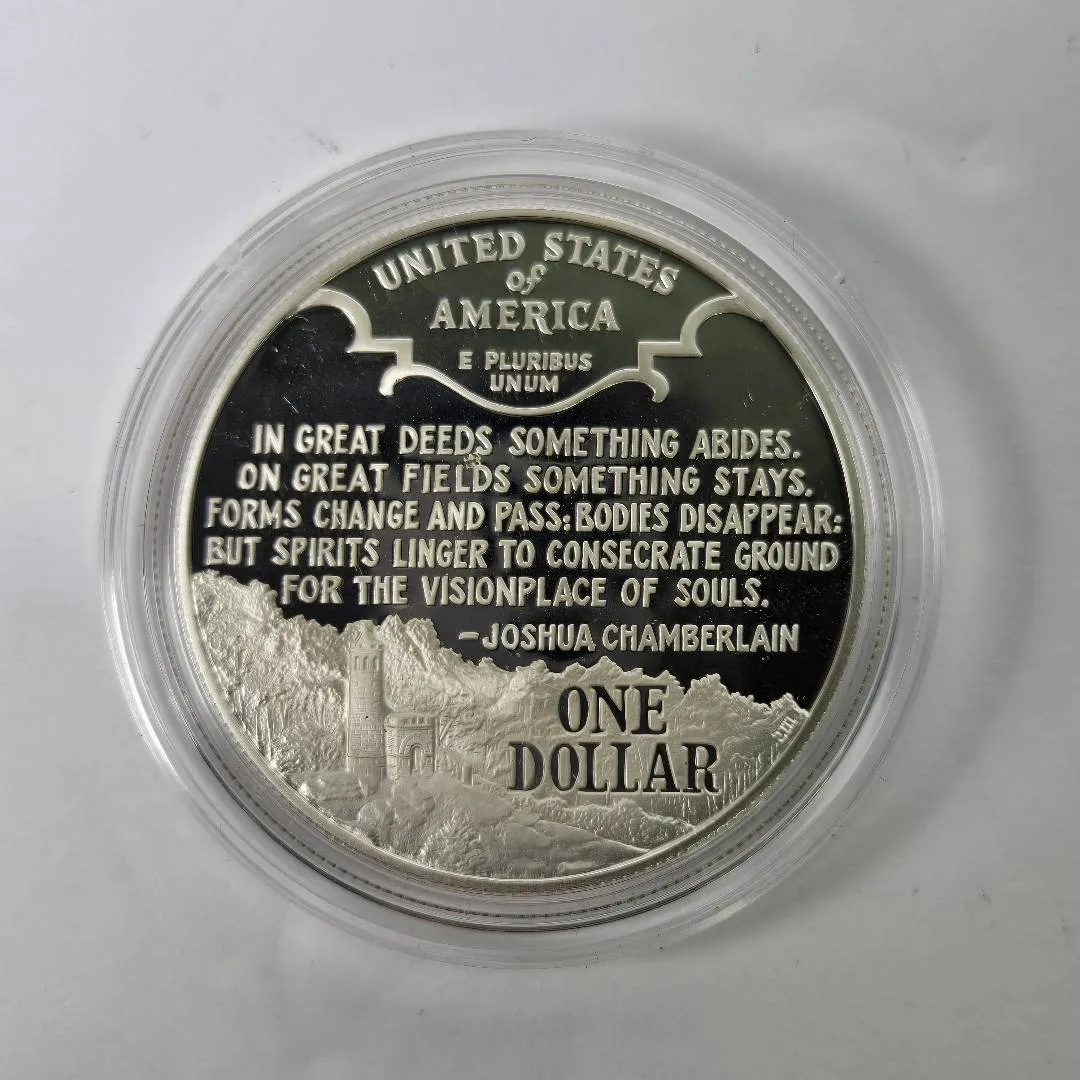 UNITED STATES
of
AMERICA
E PLURIBUS
UNUM
IN GREAT DEEDS SOMETHING ABIDES.
ON GREAT FIELDS SOMETHING STAYS.
FORMS CHANGE AND PASS: BODIES DISAPPEAR:
BUT SPIRITS LINGER TO CONSECRATE GROUND
FOR THE VISIONPLACE OF SOULS.
-JOSHUA CHAMBERLAIN
ONE
DOLLAR